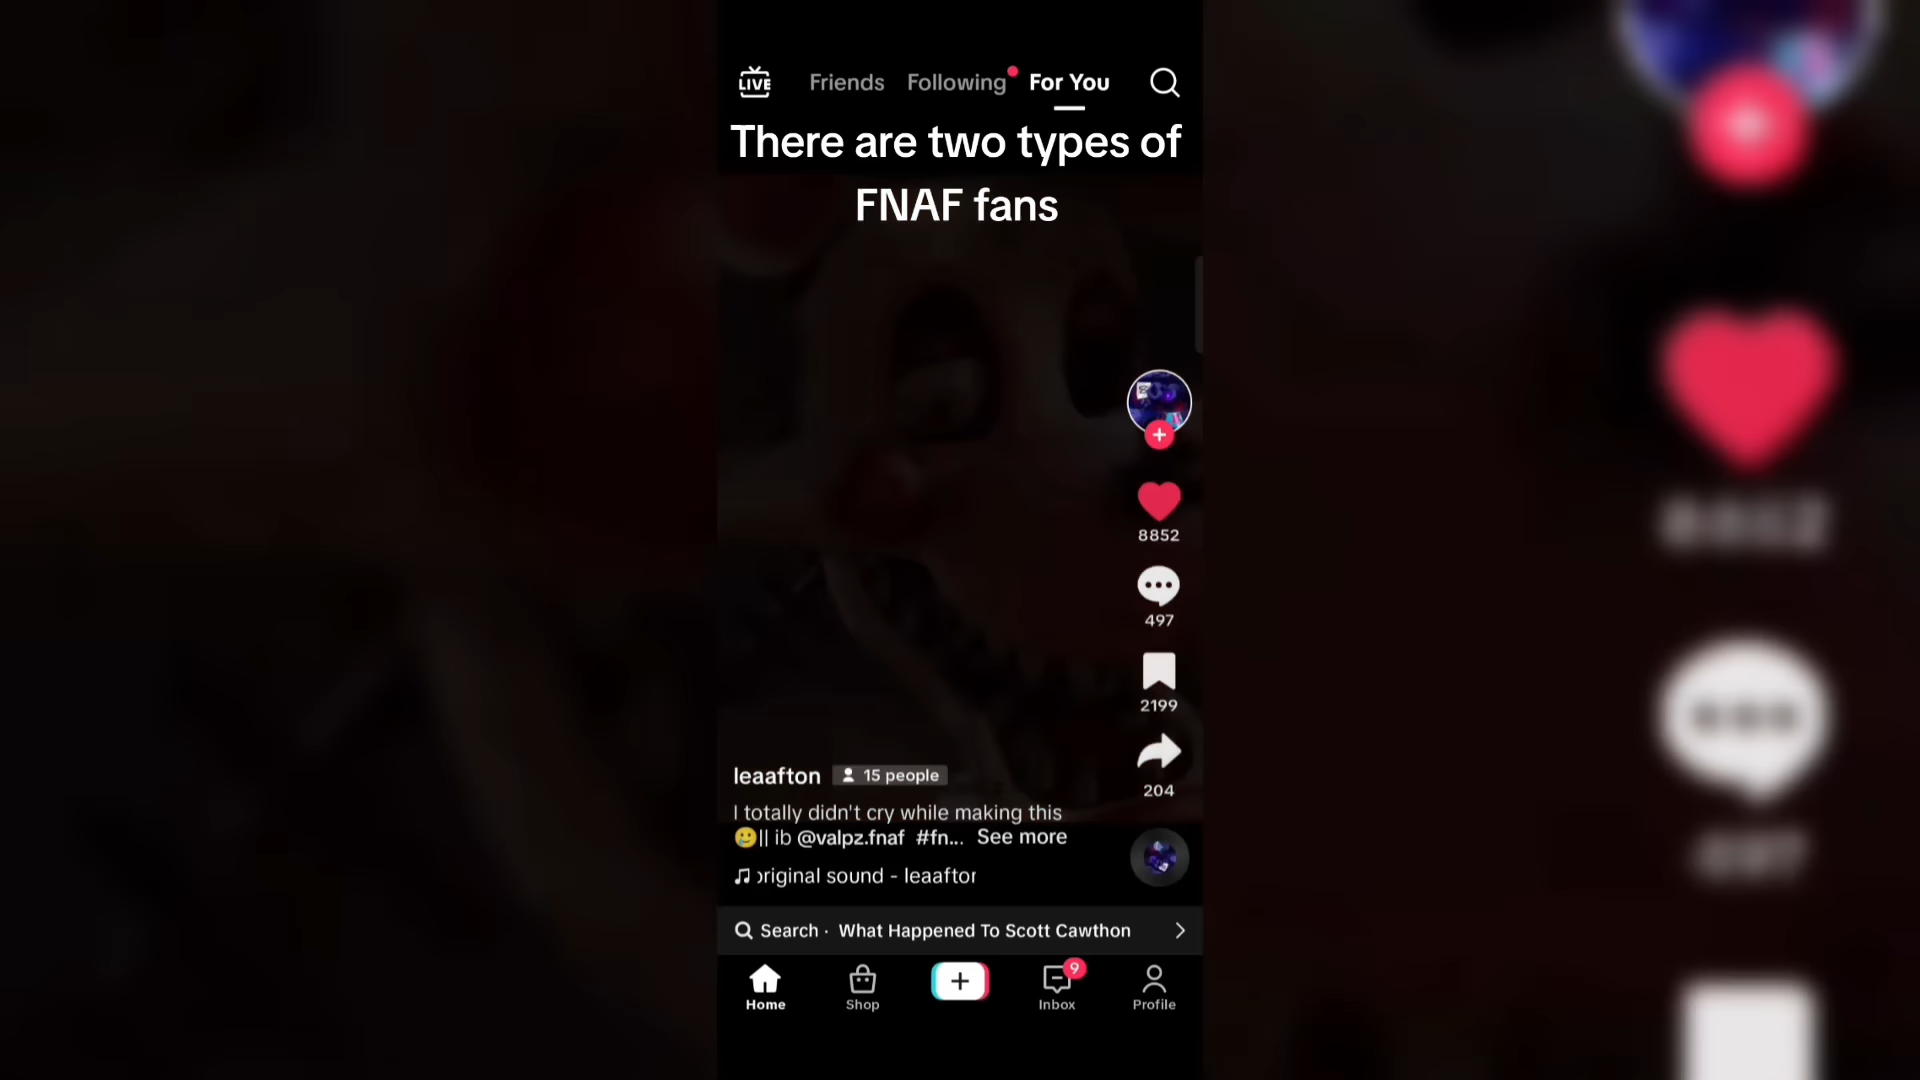 LIVE Friends Following For You
There are two types of
FNAF fans
8852
497
2199
204
leaafton 15 people
I totally didn't cry while making this
🥲|| ib @valpz.fnaf #fn... See more
original sound - leaafton
Search · What Happened To Scott Cawthon
9
Home Shop Inbox Profile